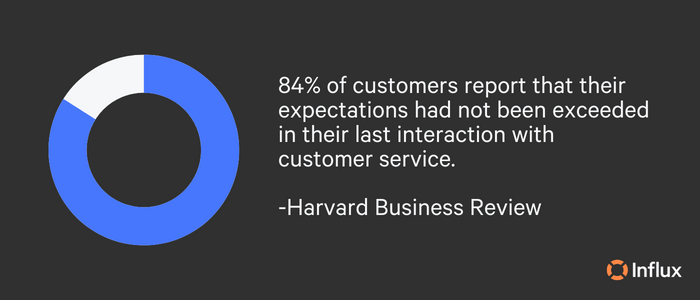 84% of customers report that their
expectations had not been exceeded
in their last interaction with
customer service.
-Harvard Business Review
Influx